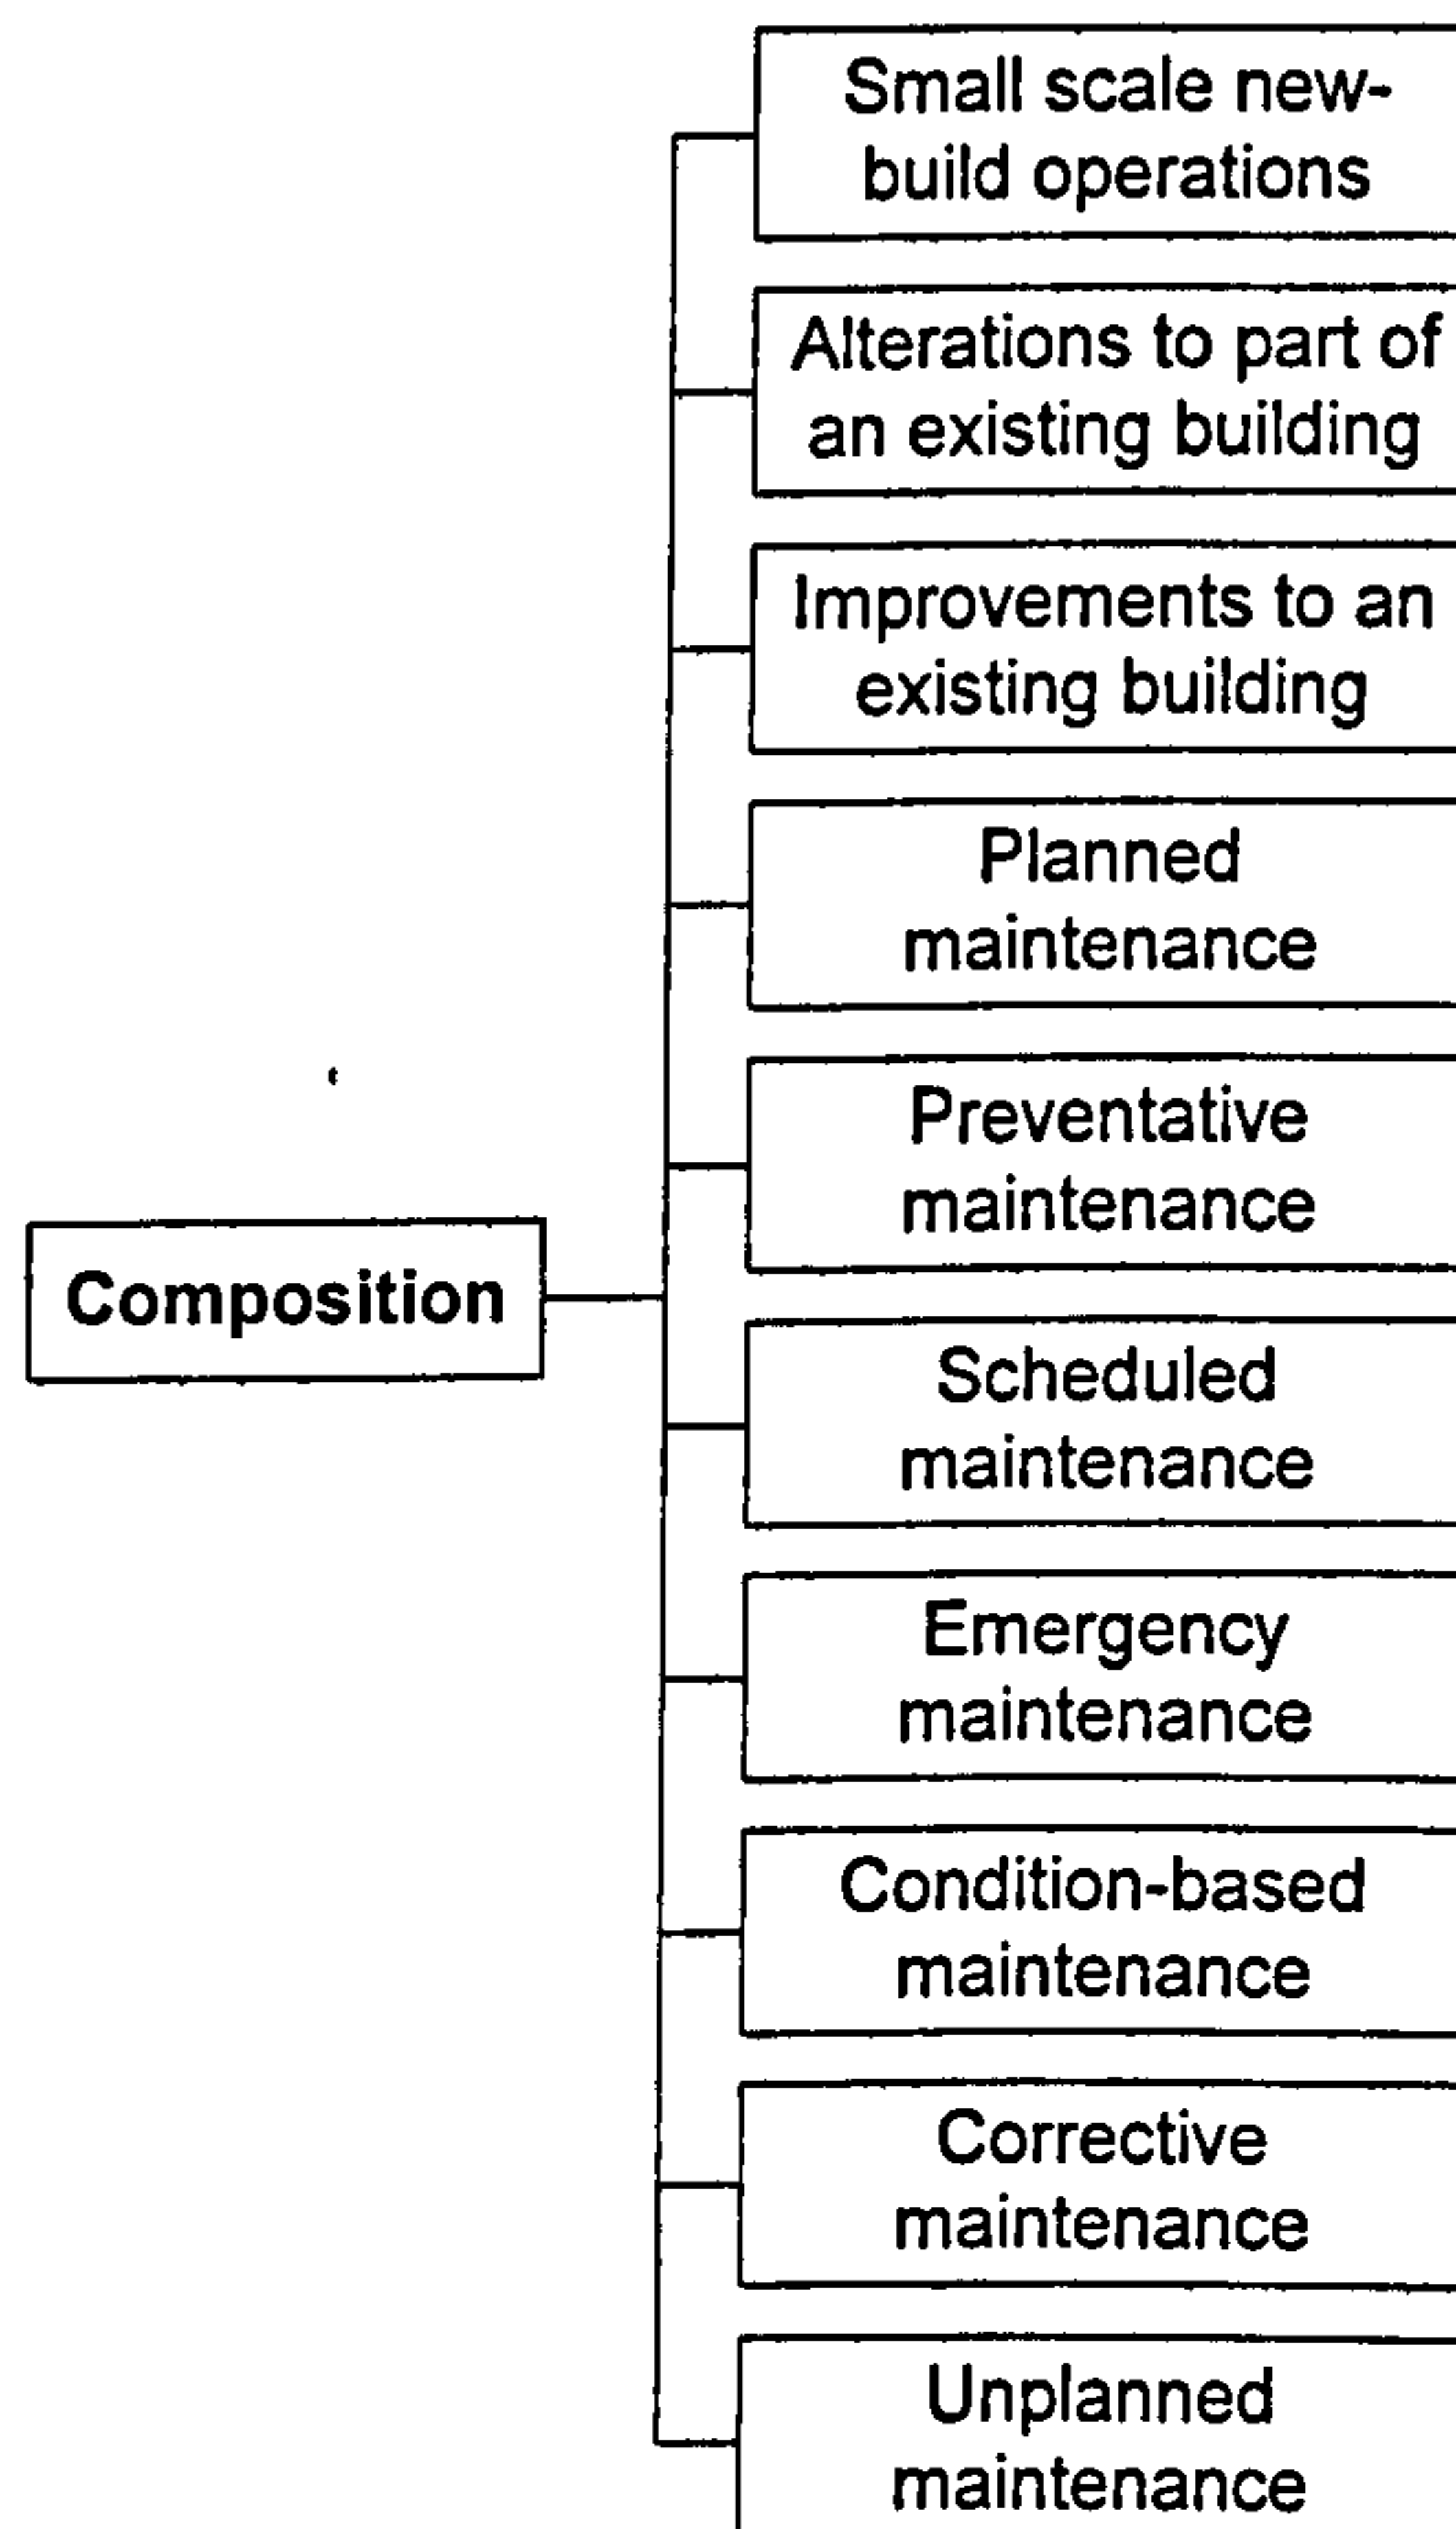 Small scale new-
build operations
Alterations to part of
an existing building
Improvements to an
existing building
Planned
maintenance
Preventative
maintenance
Composition
Scheduled
maintenance
Emergency
maintenance
Condition-based
maintenance
Corrective
maintenance
Unplanned
maintenance